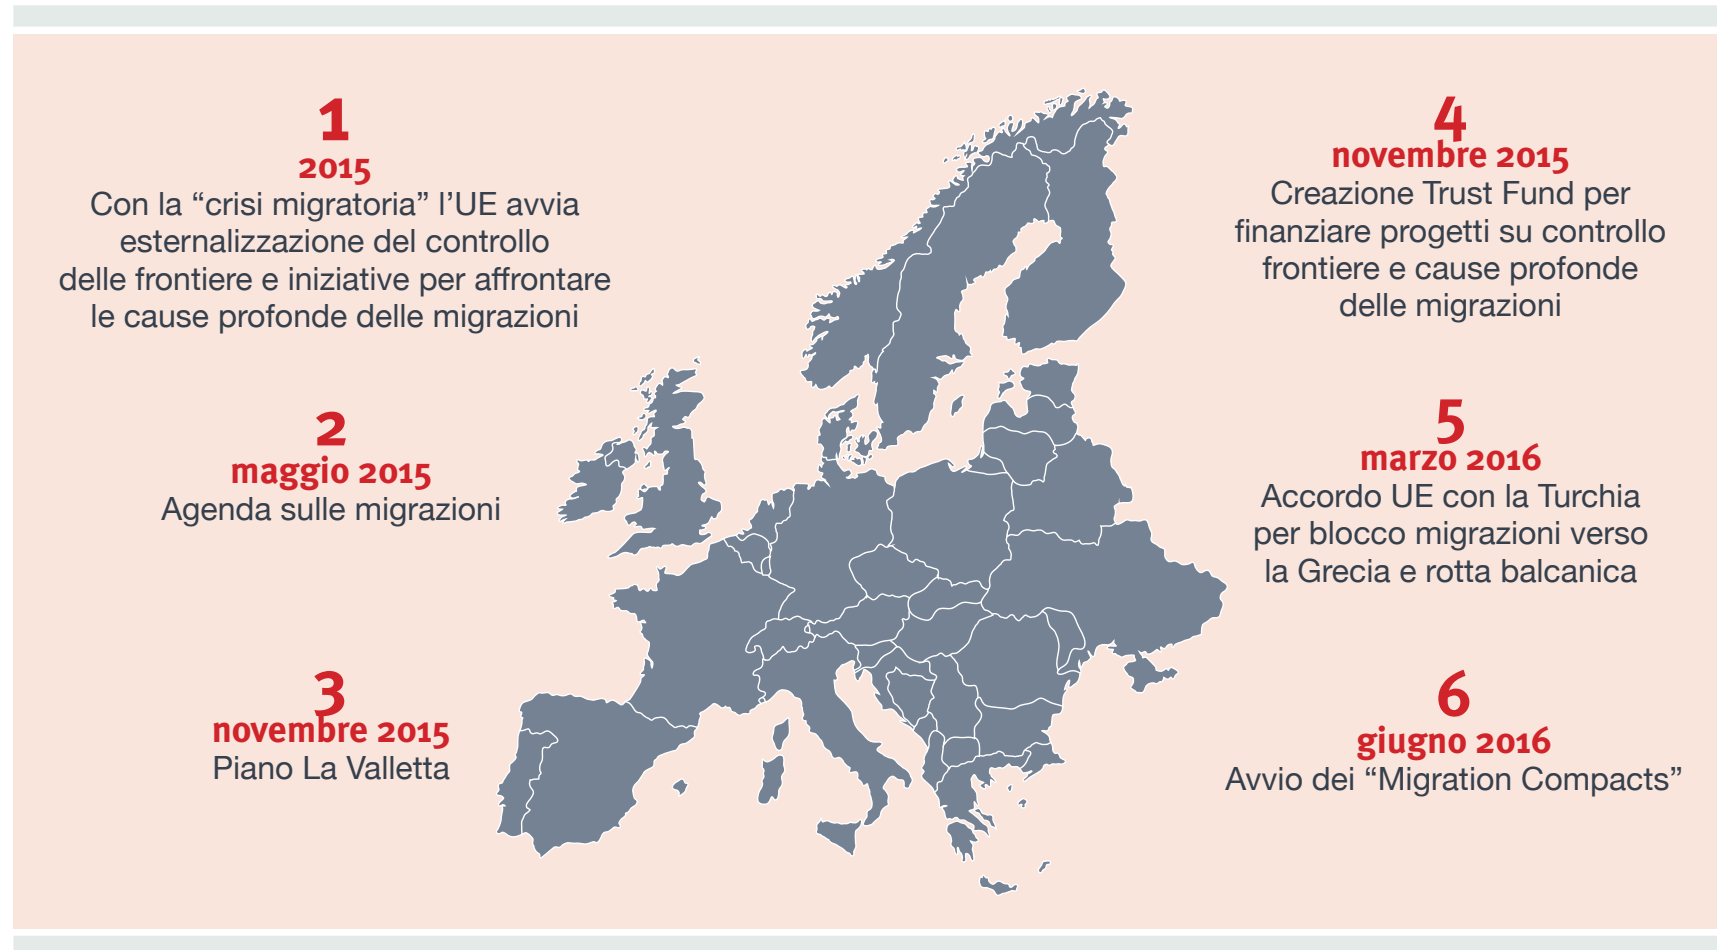 1
2015
Con la “crisi migratoria” l’UE avvia
esternalizzazione del controllo
delle frontiere e iniziative per affrontare
le cause profonde delle migrazioni
2
maggio 2015
Agenda sulle migrazioni
3
novembre 2015
Piano La Valletta
4
novembre 2015
Creazione Trust Fund per
finanziare progetti su controllo
frontiere e cause profonde
delle migrazioni
5
marzo 2016
Accordo UE con la Turchia
per blocco migrazioni verso
la Grecia e rotta balcanica
6
giugno 2016
Avvio dei “Migration Compacts”